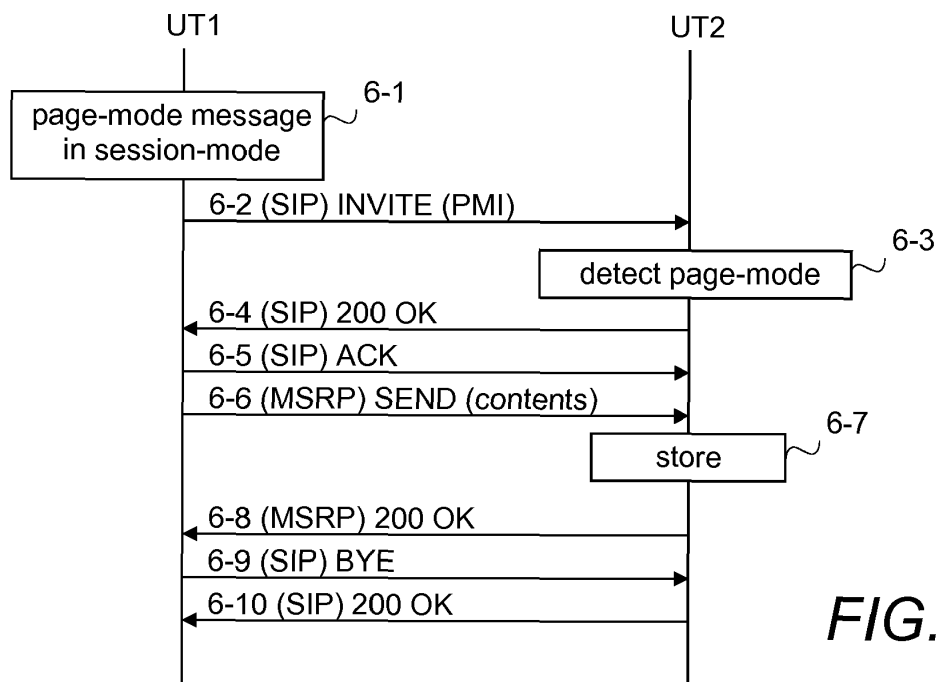 UT1
UT2
6-1
page-mode message
in session-mode
6-2 (SIP) INVITE (PMI)
6-3
detect page-mode
6-4 (SIP) 200 OK
6-5 (SIP) ACK
6-6 (MSRP) SEND (contents)
6-7
store
6-8 (MSRP) 200 OK
6-9 (SIP) BYE
6-10 (SIP) 200 OK
FIG.